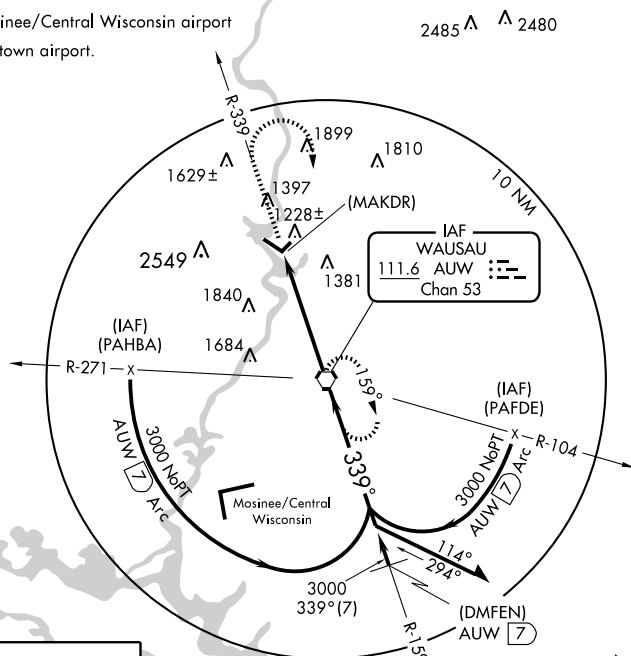 inee/Central Wisconsin airport
town airport.
2485
2480
R-339
1899
1810
1629±
10 NM
1397
1228±
(MAKDR)
IAF
WAUSAU
111.6 AUW
Chan 53
2549
1381
1840
(IAF)
(PAHBA)
1684
R-271
x
159°
(IAF)
(PAFDE)
x
R-104
3000 NoPT
AUW 7 Arc
339°
3000 NoPT
AUW 7 Arc
Mosinee/Central
Wisconsin
114°
294°
3000
339°(7)
(DMFEN)
AUW 7
R-159